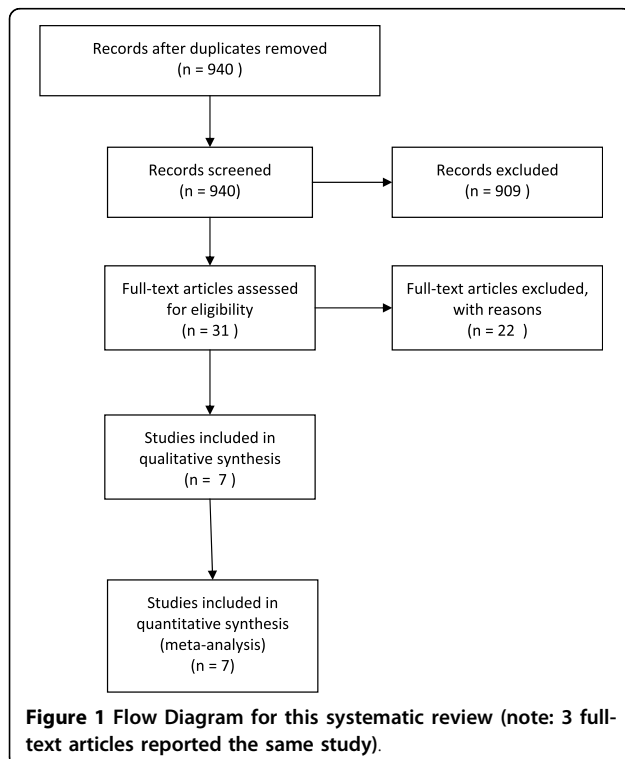 Records after duplicates removed
(n = 940 )
Records screened
(n = 940)
Records excluded
(n = 909 )
Full-text articles assessed
for eligibility
(n = 31 )
Full-text articles excluded,
with reasons
(n = 22 )
Studies included in
qualitative synthesis
(n = 7 )
Studies included in
quantitative synthesis
(meta-analysis)
(n = 7)
Figure 1 Flow Diagram for this systematic review (note: 3 full-
text articles reported the same study).